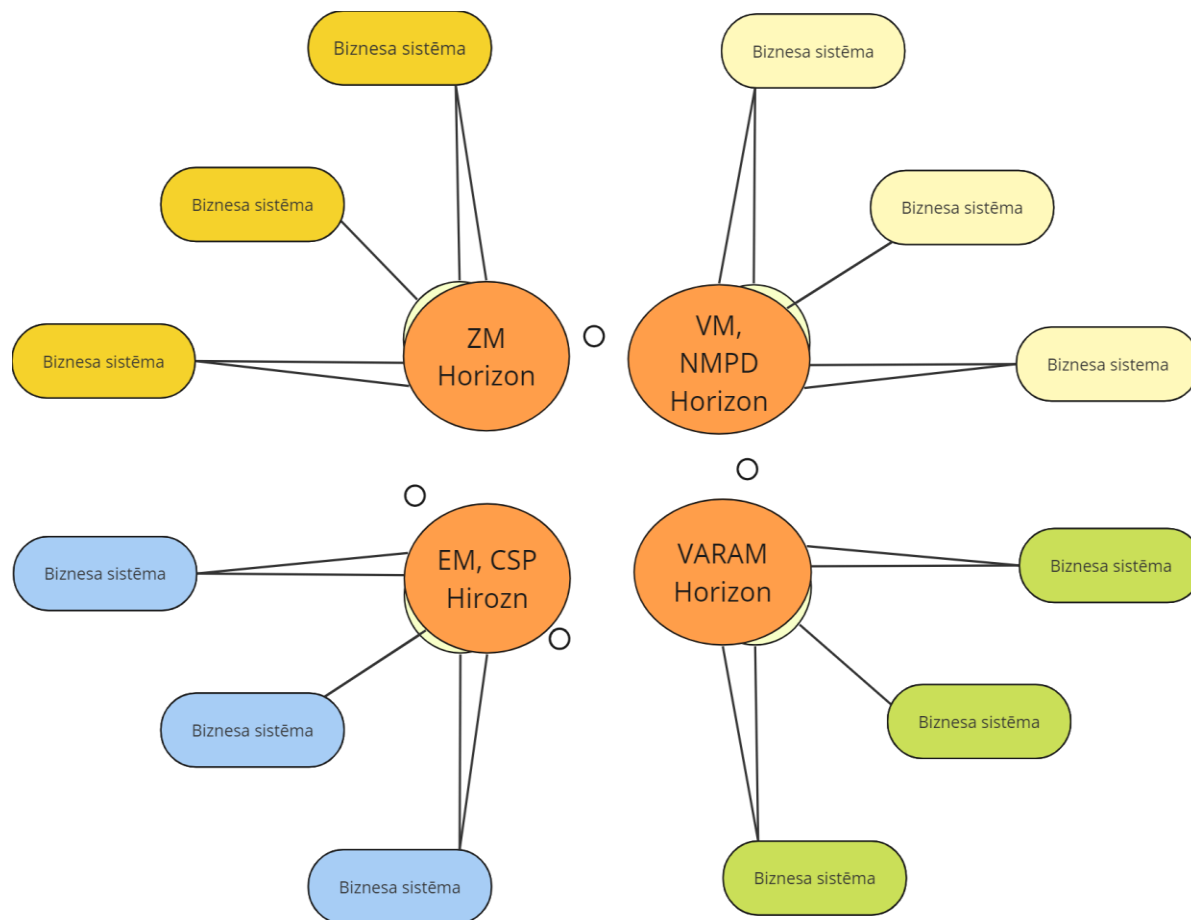 Biznesa sistēma
Biznesa sistēma
Biznesa sistēma
Biznesa sistēma
ZM
Horizon
VM,
NMPD
Horizon
Biznesa sistēma
Biznesa sistema
EM, CSP
Hirozn
VARAM
Horizon
Biznesa sistēma
Biznesa sistēma
Biznesa sistēma
Biznesa sistēma
Biznesa sistēma
Biznesa sistēma